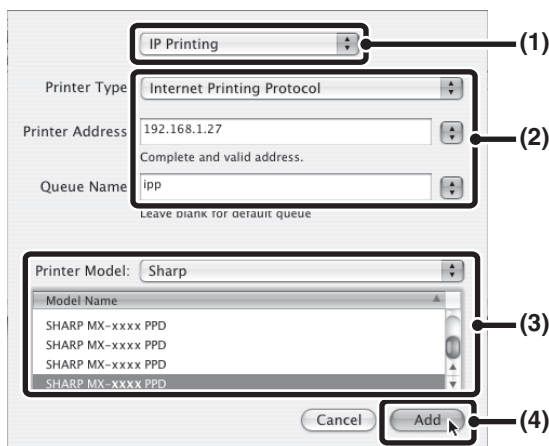 IP Printing
(1)
Printer Type Internet Printing Protocol
Printer Address 192.168.1.27
(2)
Complete and valid address.
Queue Name ipp
Leave blank for default queue
Printer Model: Sharp
Model Name
SHARP MX-xxxx PPD
(3)
SHARP MX-xxxx PPD
SHARP MX-xxxx PPD
SHARP MX-xxxx PPD
Cancel Add
(4)